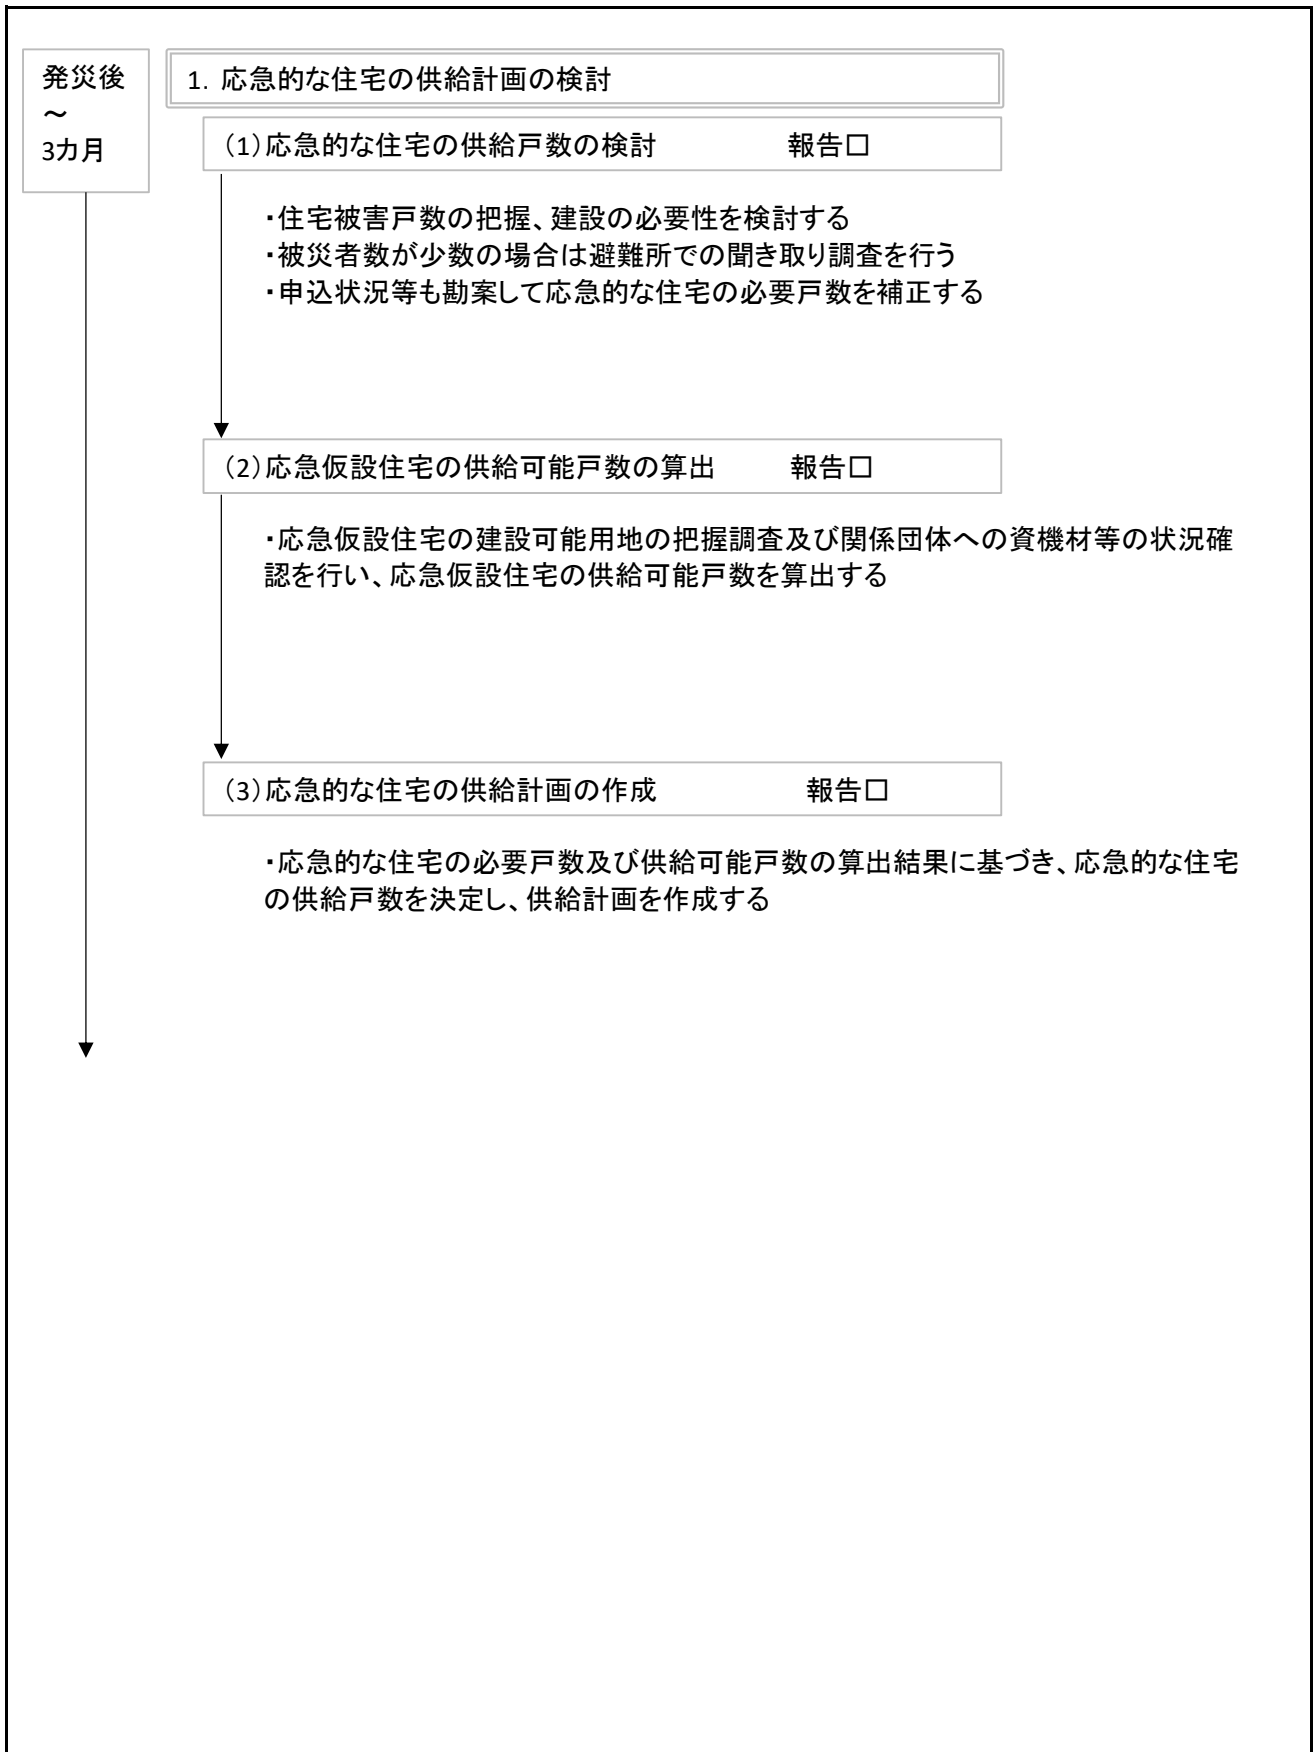 発災後
～
3カ月
1．応急的な住宅の供給計画の検討
（1）応急的な住宅の供給戸数の検討　　　　　報告□
・住宅被害戸数の把握、建設の必要性を検討する
・被災者数が少数の場合は避難所での聞き取り調査を行う
・申込状況等も勘案して応急的な住宅の必要戸数を補正する
（2）応急仮設住宅の供給可能戸数の算出　　　報告□
・応急仮設住宅の建設可能用地の把握調査及び関係団体への資機材等の状況確
認を行い、応急仮設住宅の供給可能戸数を算出する
（3）応急的な住宅の供給計画の作成　　　　　報告□
・応急的な住宅の必要戸数及び供給可能戸数の算出結果に基づき、応急的な住宅
の供給戸数を決定し、供給計画を作成する